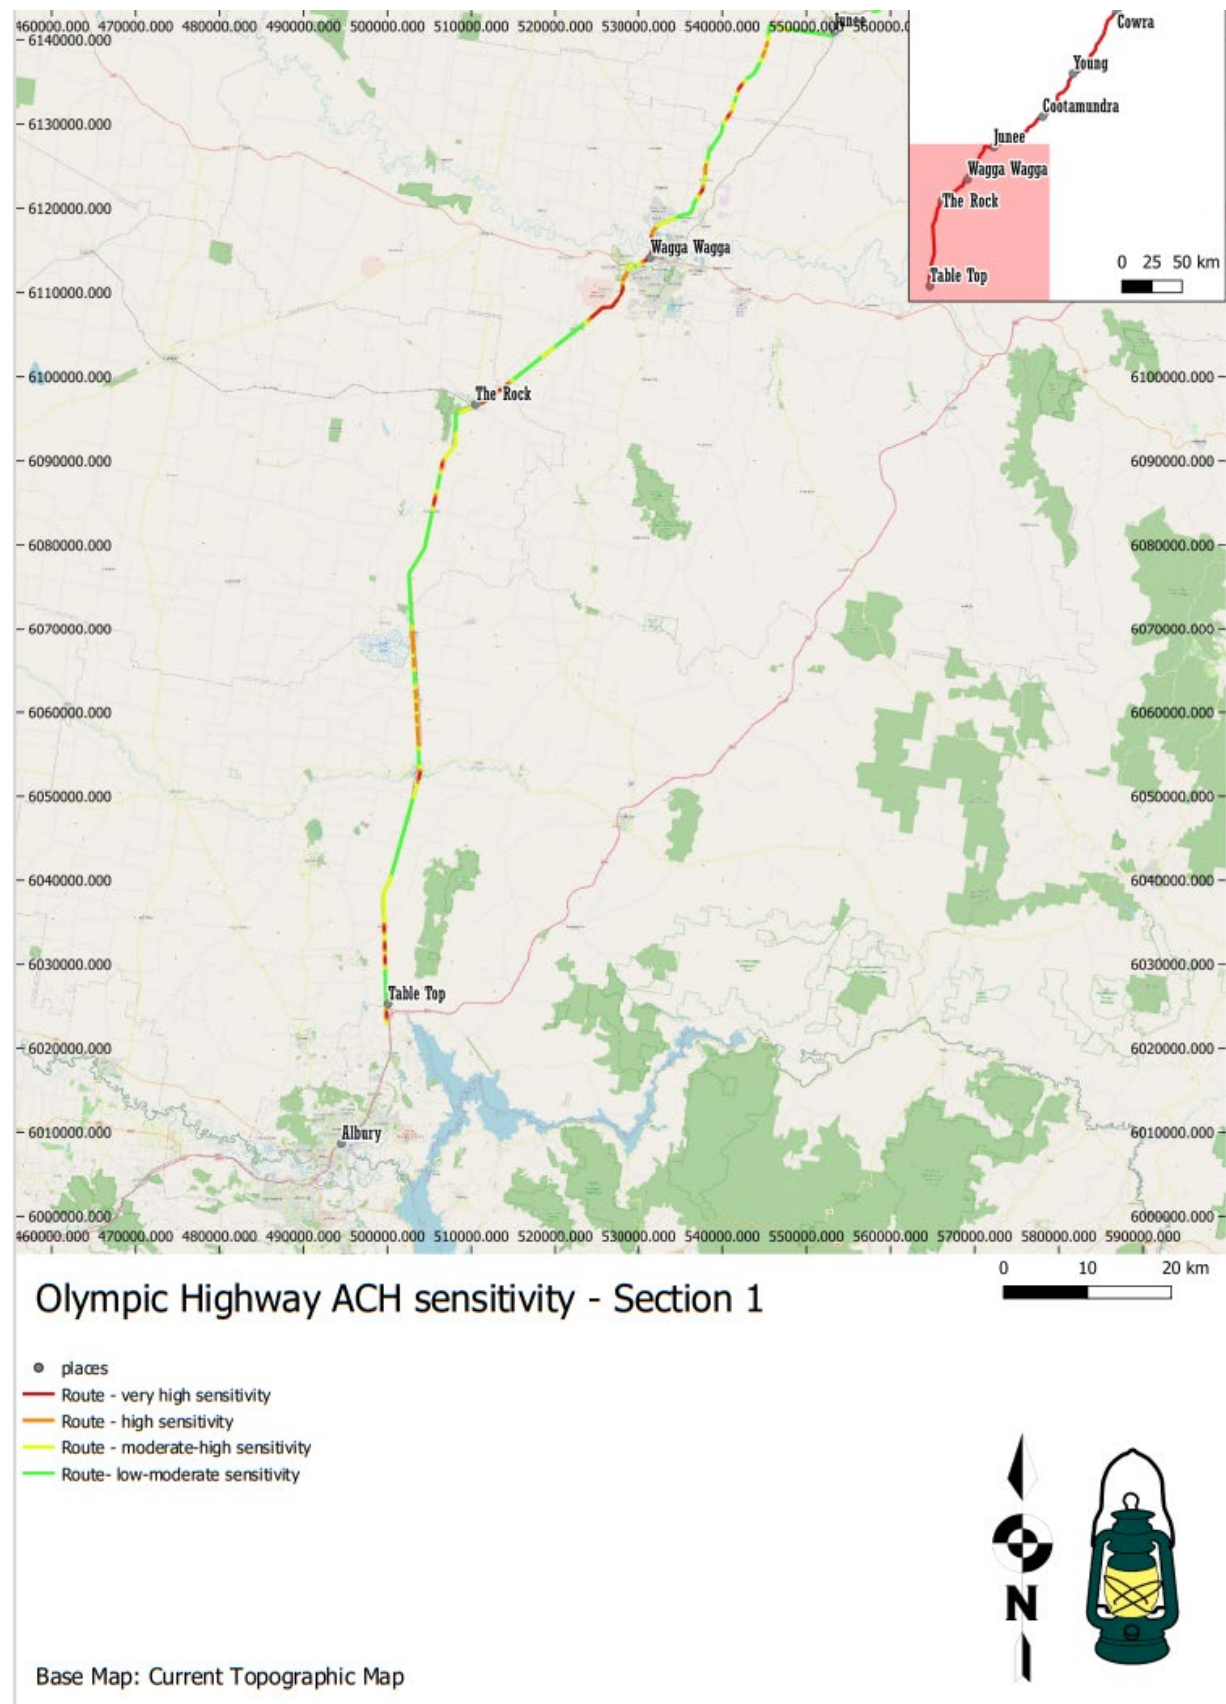 460000.000 470000.000 480000.000 490000.000 500000.000 510000.000 520000.000 530000.000 540000.000 550000.000 560000.0
Junee
6140000.000
6130000.000
6120000.000
6110000.000
6100000.000
6090000.000
6080000.000
6070000.000
6060000.000
6050000.000
6040000.000
6030000.000
6020000.000
6010000.000
6000000.000
Cowra
Young
Cootamundra
Junee
Wagga Wagga
The Rock
Table Top
0 25 50 km
Wagga Wagga
The Rock
Table Top
Albury
6100000.000
6090000.000
6080000.000
6070000.000
6060000.000
6050000.000
6040000.000
6030000.000
6020000.000
6010000.000
6000000.000
460000.000 470000.000 480000.000 490000.000 500000.000 510000.000 520000.000 530000.000 540000.000 550000.000 560000.000 570000.000 580000.000 590000.000
0 10 20 km
Olympic Highway ACH sensitivity - Section 1
places
Route - very high sensitivity
Route - high sensitivity
Route - moderate-high sensitivity
Route- low-moderate sensitivity
N
Base Map: Current Topographic Map